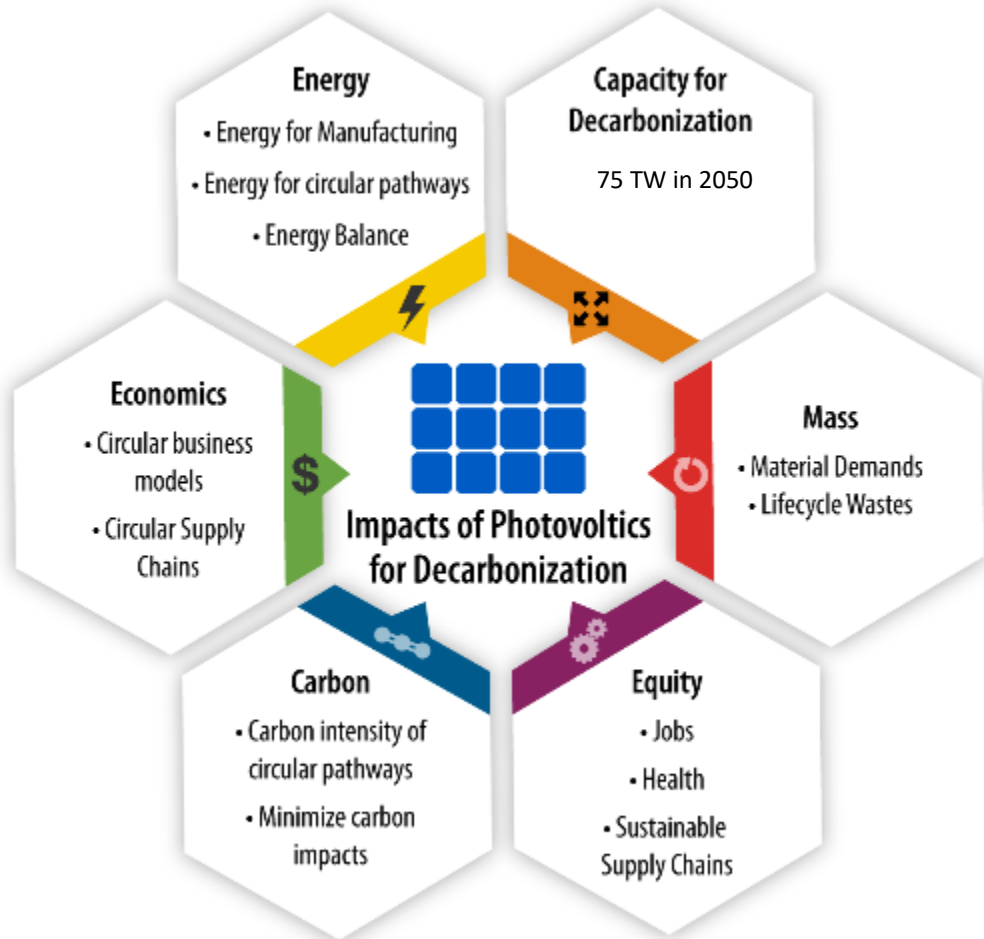 Energy
• Energy for Manufacturing
• Energy for circular pathways
• Energy Balance
Capacity for
Decarbonization
75 TW in 2050
Economics
• Circular business
models
• Circular Supply
Chains
$
Impacts of Photovoltics
for Decarbonization
Mass
• Material Demands
• Lifecycle Wastes
Carbon
• Carbon intensity of
circular pathways
• Minimize carbon
impacts
Equity
• Jobs
• Health
• Sustainable
Supply Chains